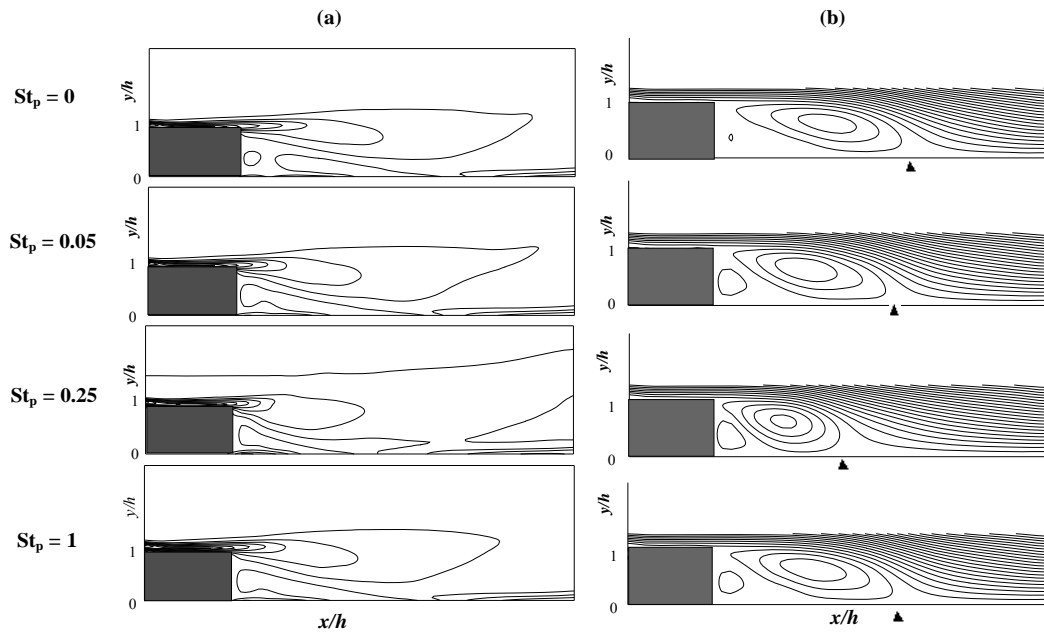 (a) (b)
y/h y/h
St_p = 0
1 1
0 0
y/h y/h
St_p = 0.05
1 1
0 0
y/h y/h
St_p = 0.25
1 1
0 0
y/h y/h
St_p = 1
1 1
0 0
x/h x/h